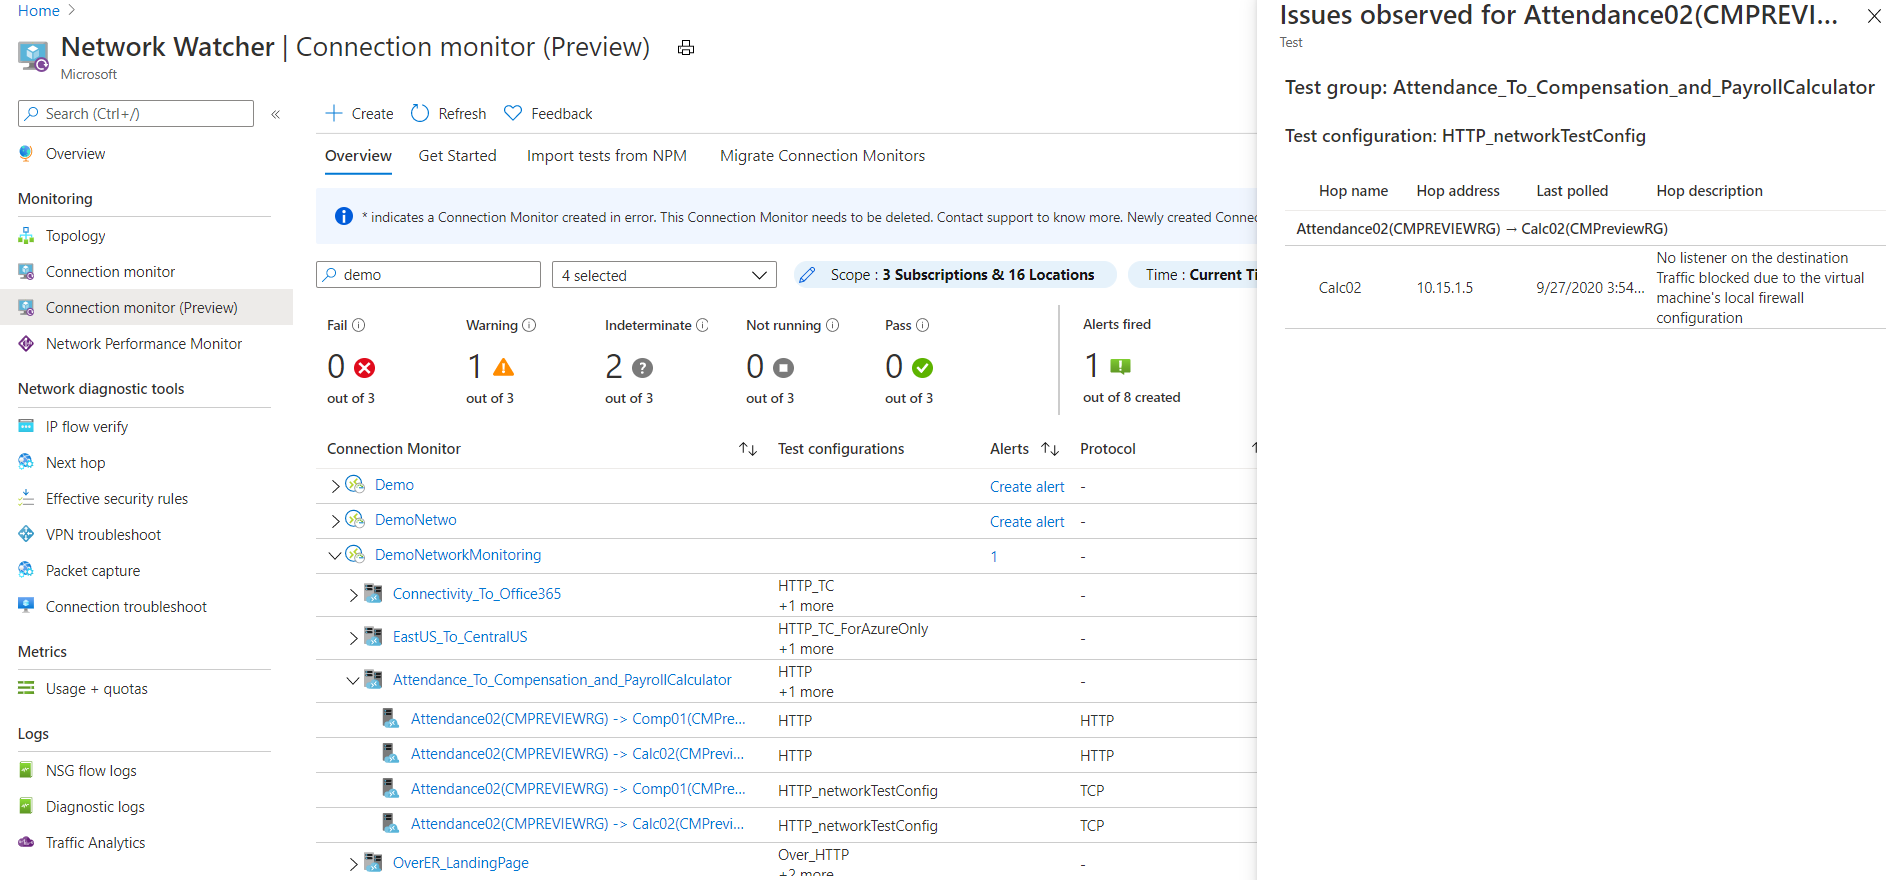 Home >
Network Watcher | Connection monitor (Preview)
Microsoft
Search (Ctrl+/)
«
Overview
Monitoring
Topology
Connection monitor
Connection monitor (Preview)
Network Performance Monitor
Network diagnostic tools
IP flow verify
Next hop
Effective security rules
VPN troubleshoot
Packet capture
Connection troubleshoot
Metrics
Usage + quotas
Logs
NSG flow logs
Diagnostic logs
Traffic Analytics
Create Refresh Feedback
Overview Get Started Import tests from NPM Migrate Connection Monitors
* indicates a Connection Monitor created in error. This Connection Monitor needs to be deleted. Contact support to know more. Newly created Connec
demo 4 selected Scope : 3 Subscriptions & 16 Locations Time : Current Ti
Fail Warning Indeterminate Not running Pass Alerts fired
0 1 2 0 0 1
out of 3 out of 3 out of 3 out of 3 out of 3 out of 8 created
Connection Monitor Test configurations Alerts Protocol
Demo Create alert -
DemoNetwo Create alert -
DemoNetworkMonitoring 1 -
Connectivity_To_Office365 HTTP_TC -
+1 more
EastUS_To_CentralUS HTTP_TC_ForAzureOnly -
+1 more
Attendance_To_Compensation_and_PayrollCalculator HTTP -
+1 more
Attendance02(CMPREVIEWRG) -> Comp01(CMPre... HTTP HTTP
Attendance02(CMPREVIEWRG) -> Calc02(CMPrevi... HTTP HTTP
Attendance02(CMPREVIEWRG) -> Comp01(CMPre... HTTP_networkTestConfig TCP
Attendance02(CMPREVIEWRG) -> Calc02(CMPrevi... HTTP_networkTestConfig TCP
OverER_LandingPage Over_HTTP -
+2 more
Issues observed for Attendance02(CMPREVI...
Test
Test group: Attendance_To_Compensation_and_PayrollCalculator
Test configuration: HTTP_networkTestConfig
Hop name Hop address Last polled Hop description
Attendance02(CMPREVIEWRG) → Calc02(CMPreviewRG)
Calc02 10.15.1.5 9/27/2020 3:54... No listener on the destination
Traffic blocked due to the virtual
machine's local firewall
configuration